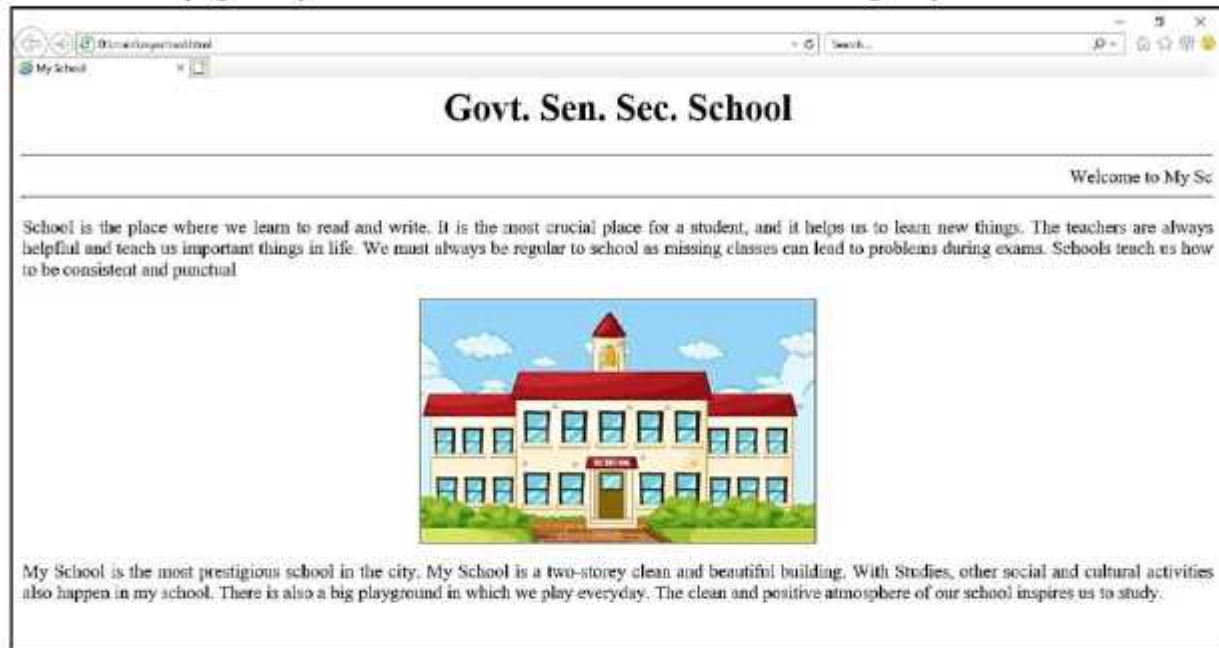 Search...
My School
Govt. Sen. Sec. School
Welcome to My Sc
School is the place where we learn to read and write. It is the most crucial place for a student, and it helps us to learn new things. The teachers are always
helpful and teach us important things in life. We must always be regular to school as missing classes can lead to problems during exams. Schools teach us how
to be consistent and punctual
SCHOOL
My School is the most prestigious school in the city. My School is a two-storey clean and beautiful building. With Studies, other social and cultural activities
also happen in my school. There is also a big playground in which we play everyday. The clean and positive atmosphere of our school inspires us to study.